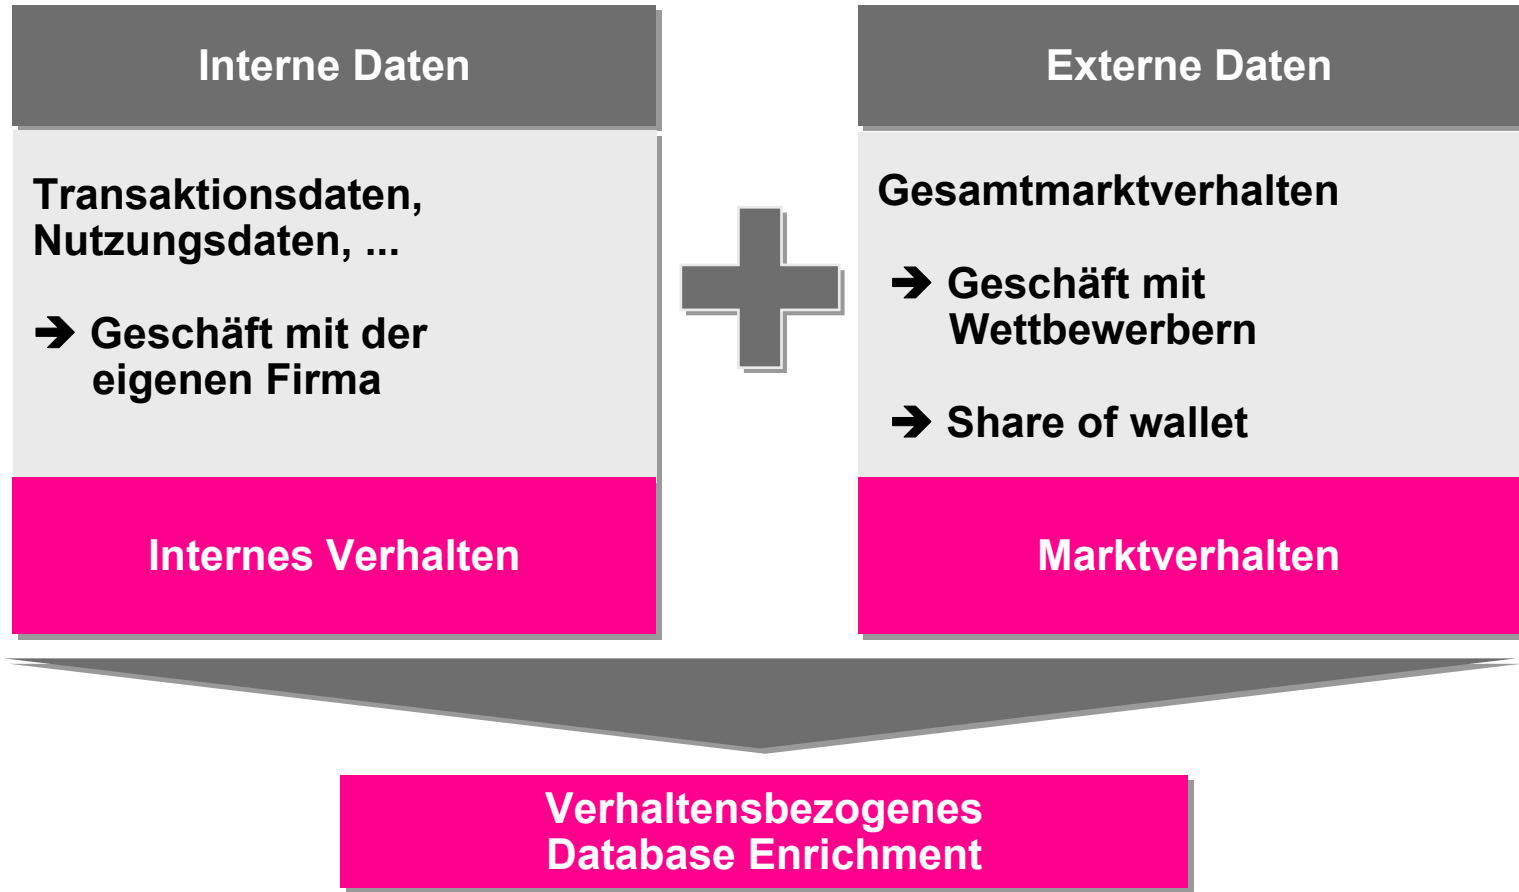 Interne Daten
Transaktionsdaten,
Nutzungsdaten, ...
➔ Geschäft mit der
eigenen Firma
Internes Verhalten
Externe Daten
Gesamtmarktverhalten
➔ Geschäft mit
Wettbewerbern
➔ Share of wallet
Marktverhalten
Verhaltensbezogenes
Database Enrichment